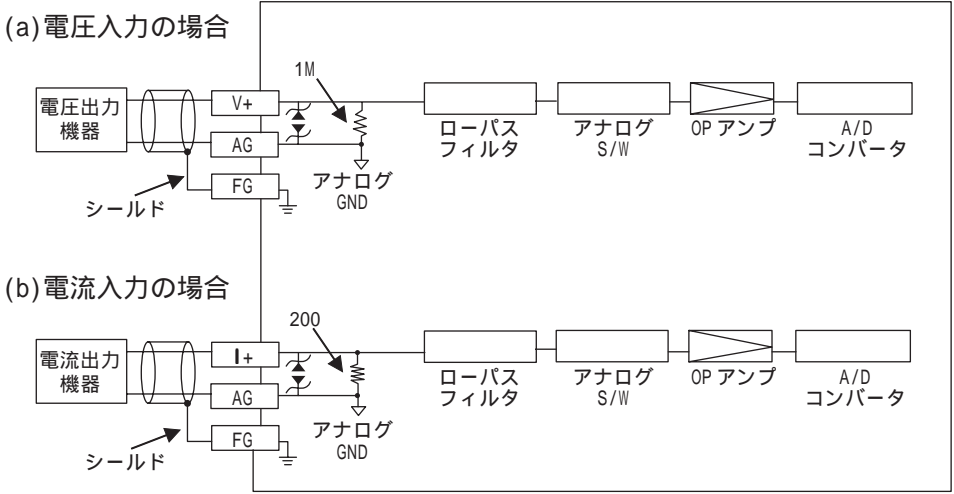 (a)電圧入力の場合
1M
電圧出力
機器
V+
AG
FG
シールド
アナログ
GND
ローパス
フィルタ
アナログ
S/W
OP アンプ
A/D
コンバータ
(b)電流入力の場合
200
電流出力
機器
I+
AG
FG
シールド
アナログ
GND
ローパス
フィルタ
アナログ
S/W
OP アンプ
A/D
コンバータ